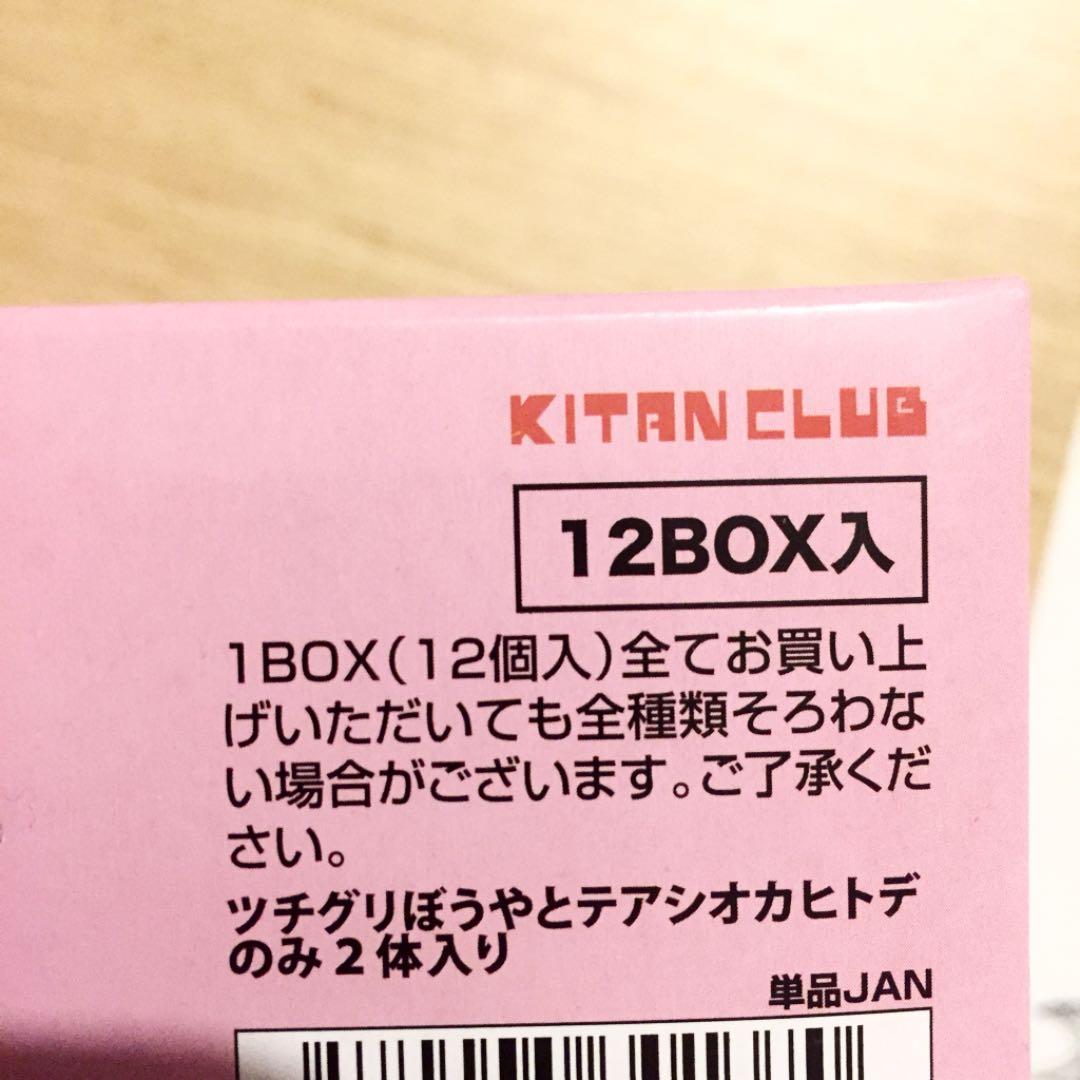 KITAN CLUB
12BOX入
1BOX(12個入)全てお買い上
げいただいても全種類そろわな
い場合がございます。ご了承くだ
さい。
ツチグリぼうやとテアシオカヒトデ
のみ2体入り
単品JAN